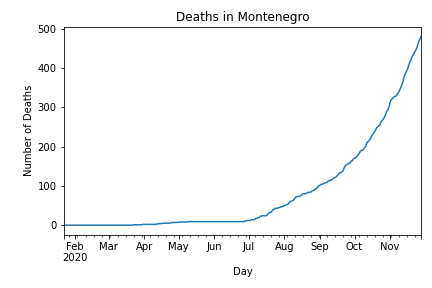 Deaths in Montenegro
500
400
300
200
100
0
Number of Deaths
Feb Mar Apr May Jun Jul Aug Sep Oct Nov
2020
Day